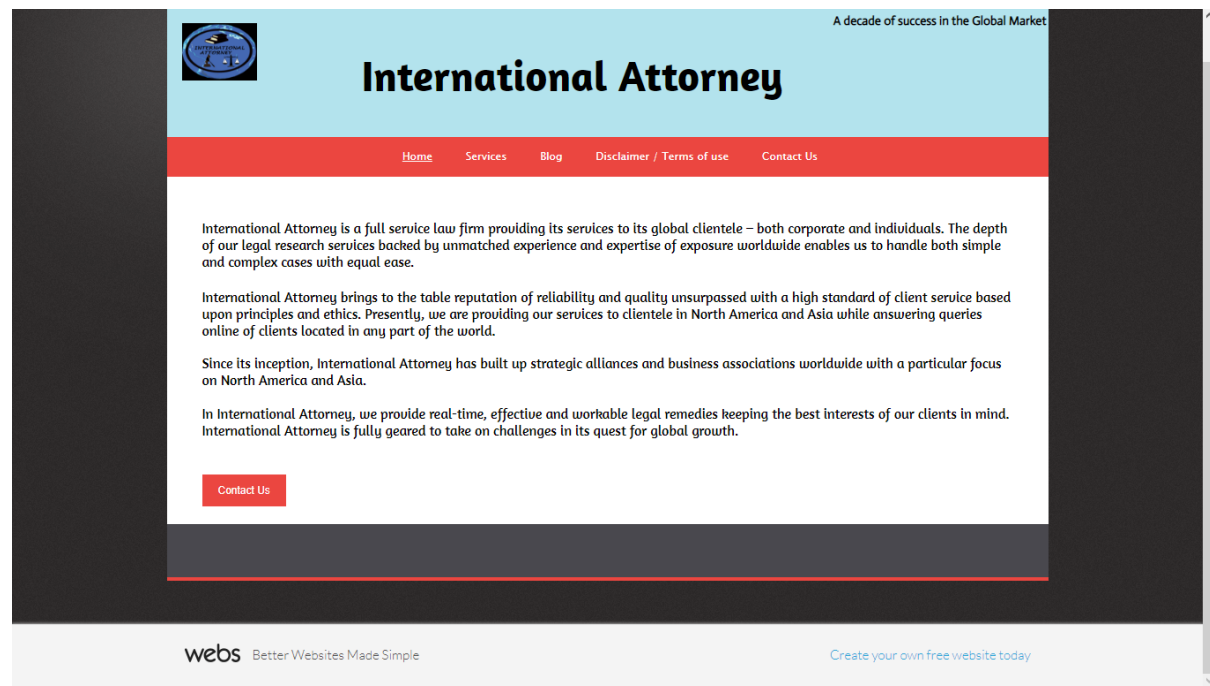 A decade of success in the Global Market
INTERNATIONAL
ATTORNEY
International Attorney
Home Services Blog Disclaimer / Terms of use Contact Us
International Attorney is a full service law firm providing its services to its global clientele – both corporate and individuals. The depth
of our legal research services backed by unmatched experience and expertise of exposure worldwide enables us to handle both simple
and complex cases with equal ease.
International Attorney brings to the table reputation of reliability and quality unsurpassed with a high standard of client service based
upon principles and ethics. Presently, we are providing our services to clientele in North America and Asia while answering queries
online of clients located in any part of the world.
Since its inception, International Attorney has built up strategic alliances and business associations worldwide with a particular focus
on North America and Asia.
In International Attorney, we provide real-time, effective and workable legal remedies keeping the best interests of our clients in mind.
International Attorney is fully geared to take on challenges in its quest for global growth.
Contact Us
webs Better Websites Made Simple Create your own free website today